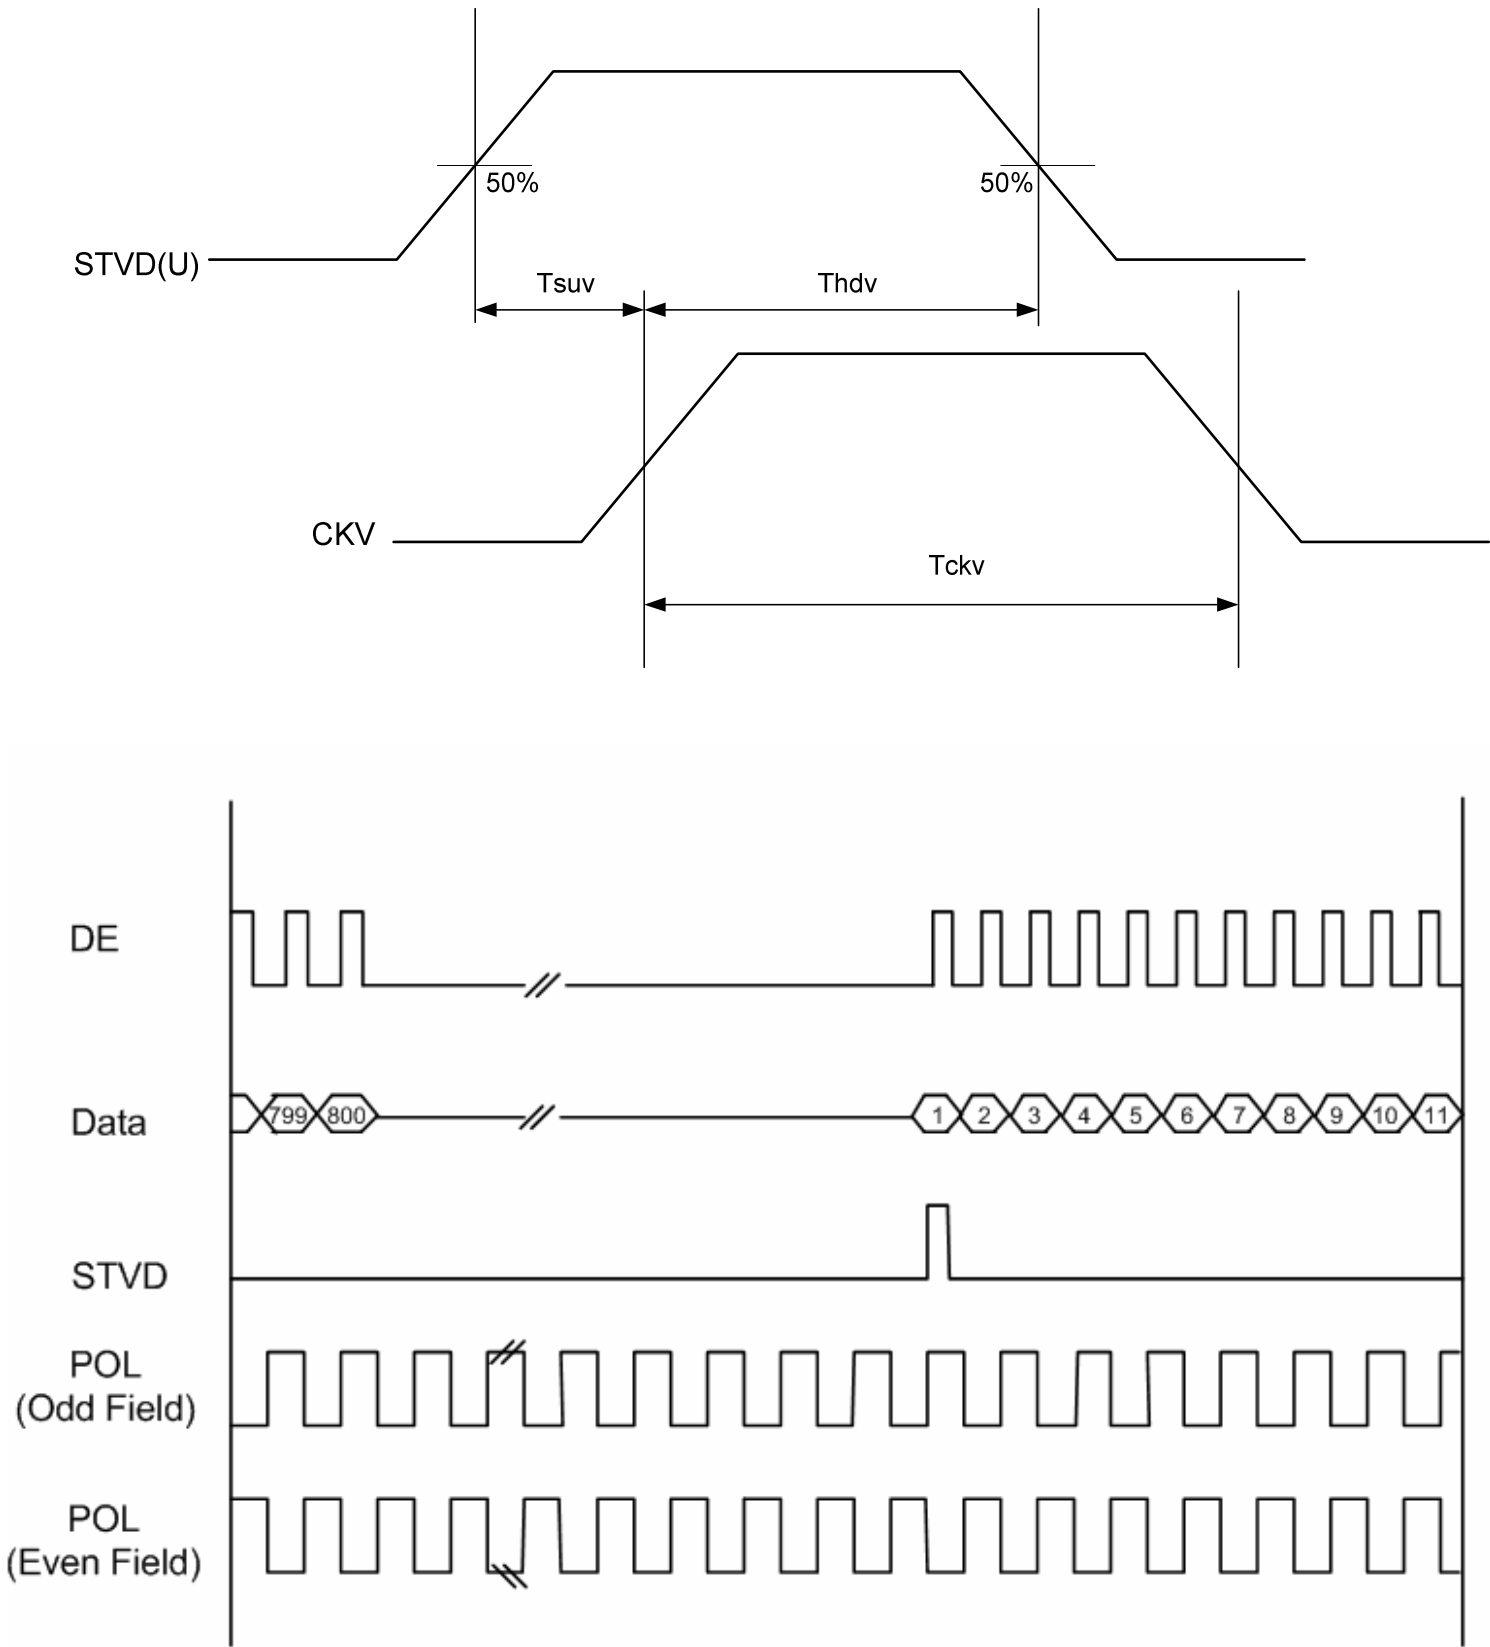 50% 50%
STVD(U)
Tsuv Thdv
CKV
Tckv
DE
Data 799 800 1 2 3 4 5 6 7 8 9 10 11
STVD
POL
(Odd Field)
POL
(Even Field)